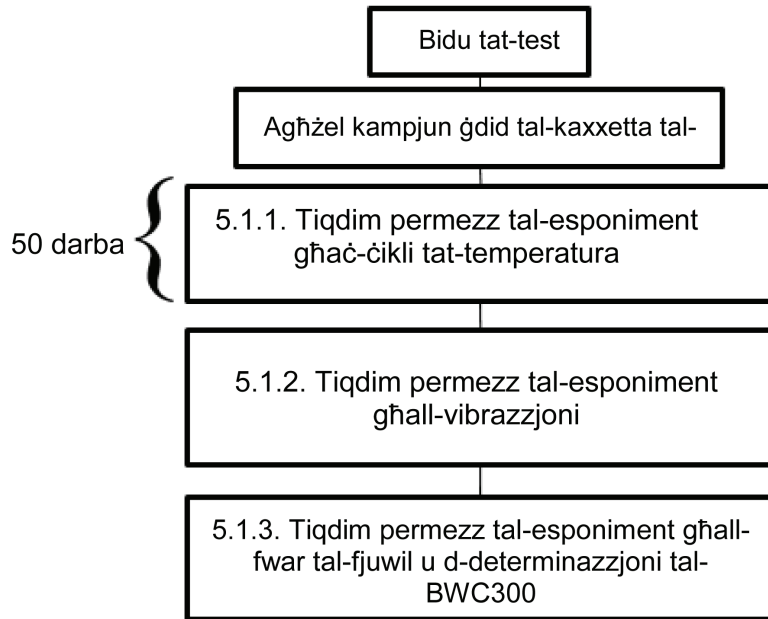 Bidu tat-test
Agħżel kampjun ġdid tal-kaxxetta tal-
5.1.1. Tiqdim permezz tal-esponiment
għaċ-ċikli tat-temperatura
50 darba
5.1.2. Tiqdim permezz tal-esponiment
għall-vibrazzjoni
5.1.3. Tiqdim permezz tal-esponiment għall-
fwar tal-fjuwil u d-determinazzjoni tal-
BWC300